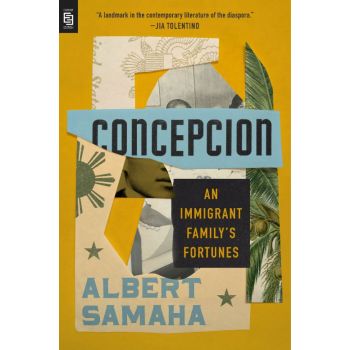 "A landmark in the contemporary literature of the diaspora."
—JIA TOLENTINO
CONCEPCION
AN
IMMIGRANT
FAMILY'S
FORTUNES
ALBERT
SAMAHA